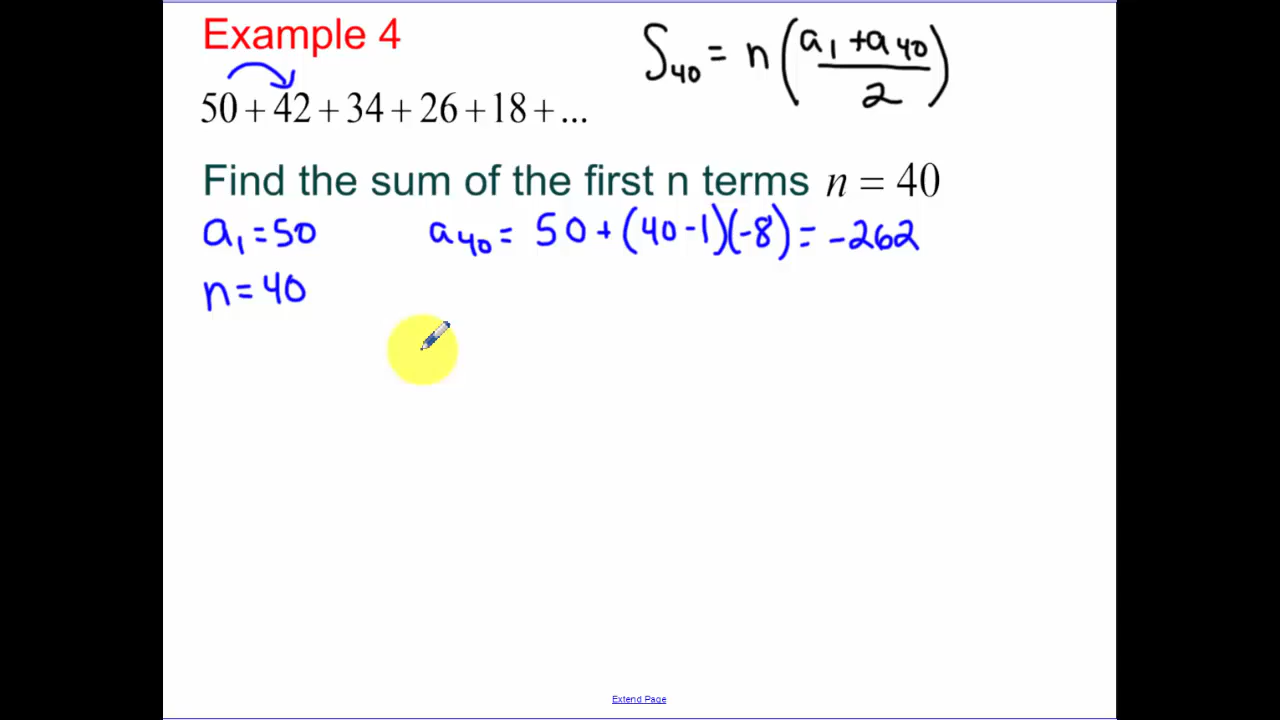 Example 4
S₄₀ = n(a₁ + a₄₀ / 2)
50 + 42 + 34 + 26 + 18 + ...
Find the sum of the first n terms n = 40
a₁ = 50 a₄₀ = 50 + (40 - 1)(-8) = -262
n = 40
Extend Page